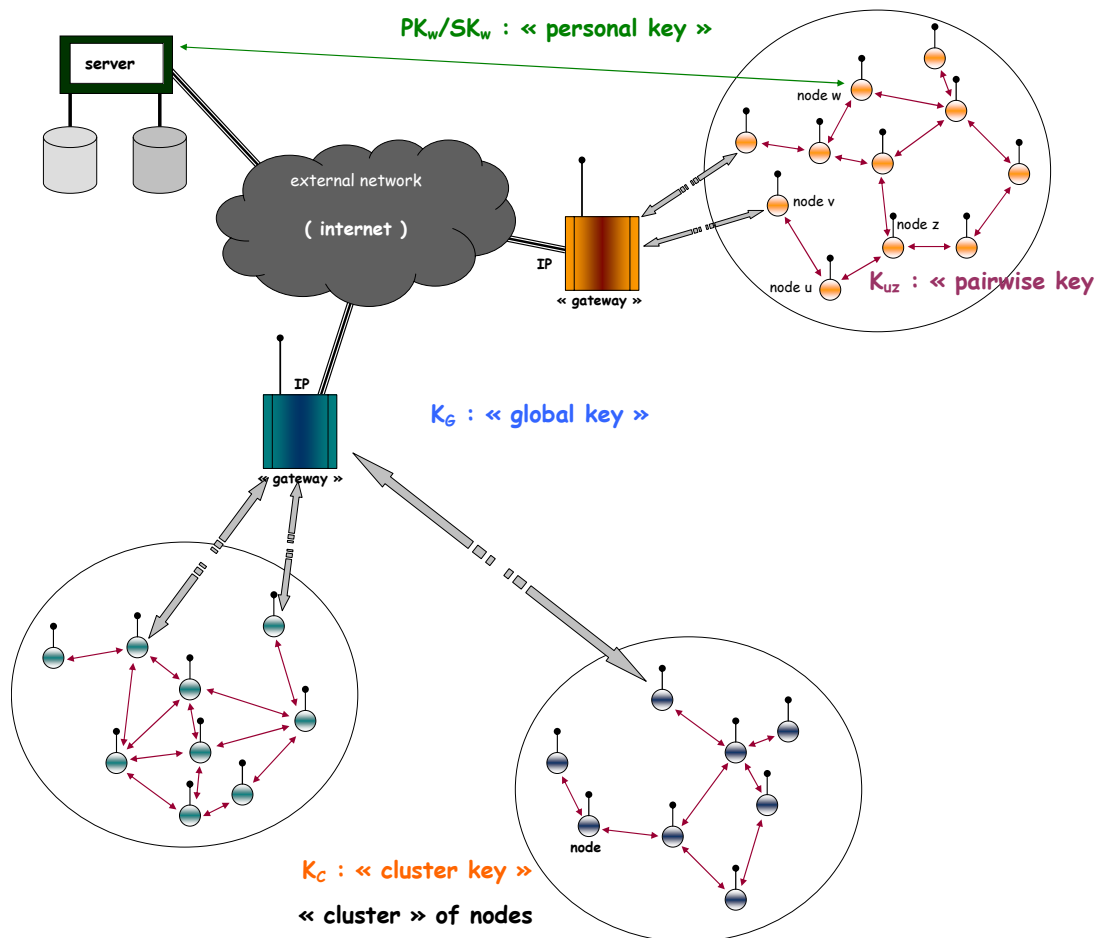 PKw/SKw : « personal key »
server
node w
external network
( internet )
node v
node z
IP
node u
Kuz : « pairwise key
« gateway »
IP
KG : « global key »
« gateway »
node
KC : « cluster key »
« cluster » of nodes